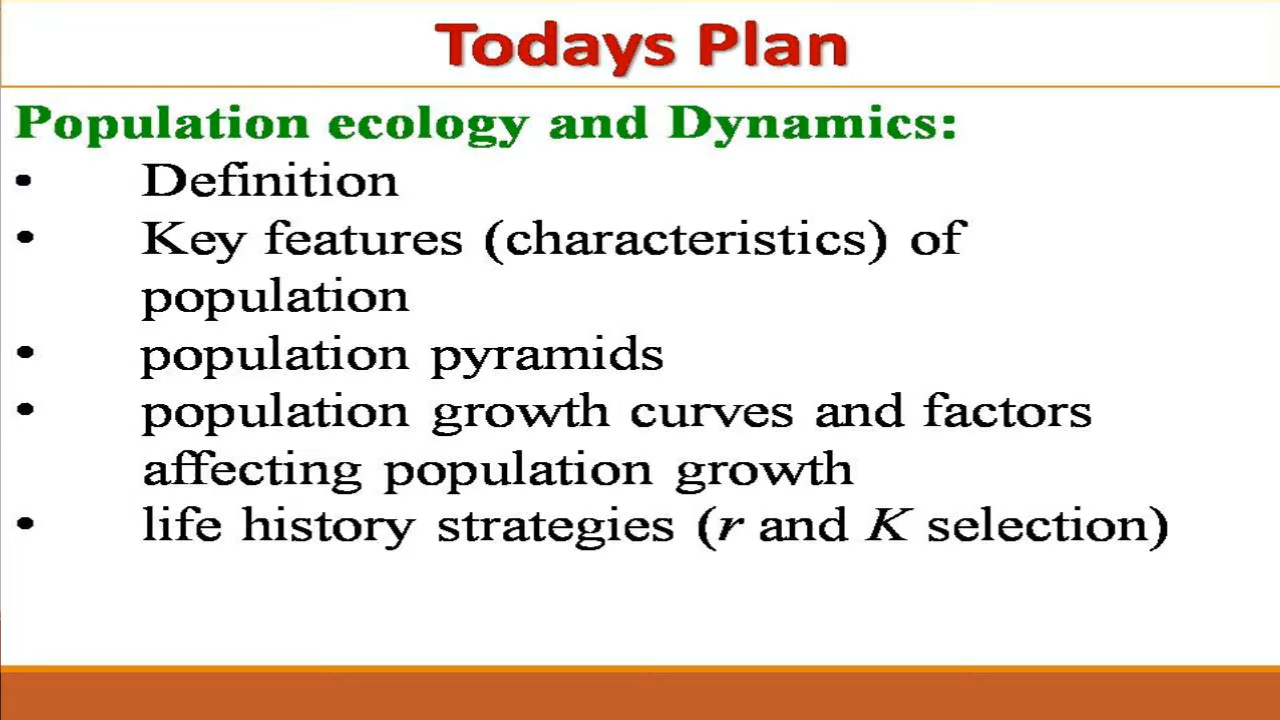 Todays Plan
Population ecology and Dynamics:
• Definition
• Key features (characteristics) of
population
• population pyramids
• population growth curves and factors
affecting population growth
• life history strategies (r and K selection)